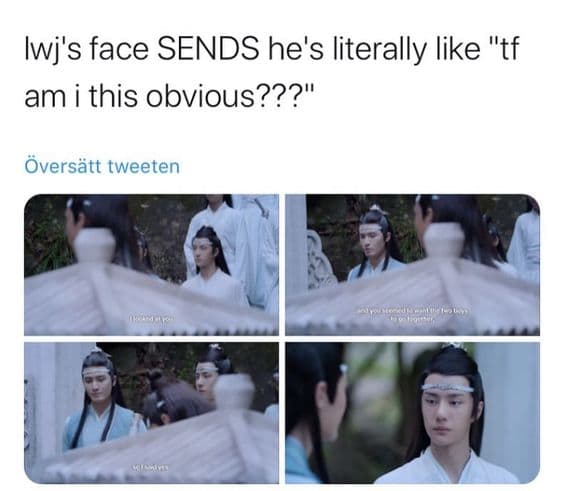 lwj's face SENDS he's literally like "tf
am i this obvious???"
Översätt tweeten
I looked at you
and you seemed to want the two boys
to go together,
so I said yes